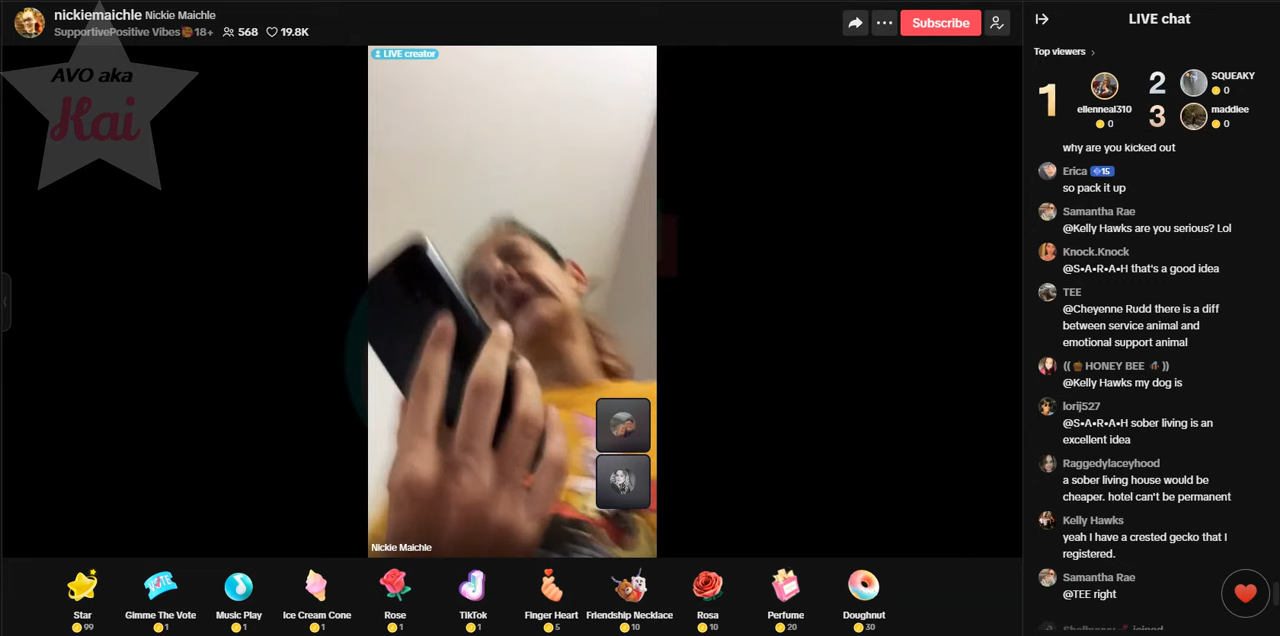 nickiemaichle Nickie Maichle
SupportivePositive Vibes 18+ 568 19.8K
Subscribe
AVO aka
Kai
LIVE creator
Nickie Maichle
Star
99
Gimme The Vote
1
Music Play
1
Ice Cream Cone
1
Rose
1
TikTok
1
Finger Heart
5
Friendship Necklace
10
Rosa
10
Perfume
20
Doughnut
30
LIVE chat
Top viewers
1
ellenneal310
0
2
SQUEAKY
0
3
maddiee
0
why are you kicked out
Erica 15
so pack it up
Samantha Rae
@Kelly Hawks are you serious? Lol
Knock.Knock
@S•A•R•A•H that's a good idea
TEE
@Cheyenne Rudd there is a diff
between service animal and
emotional support animal
((🐝HONEY BEE 🐝))
@Kelly Hawks my dog is
lorij527
@S•A•R•A•H sober living is an
excellent idea
Raggedylaceyhood
a sober living house would be
cheaper. hotel can't be permanent
Kelly Hawks
yeah I have a crested gecko that I
registered.
Samantha Rae
@TEE right
joined